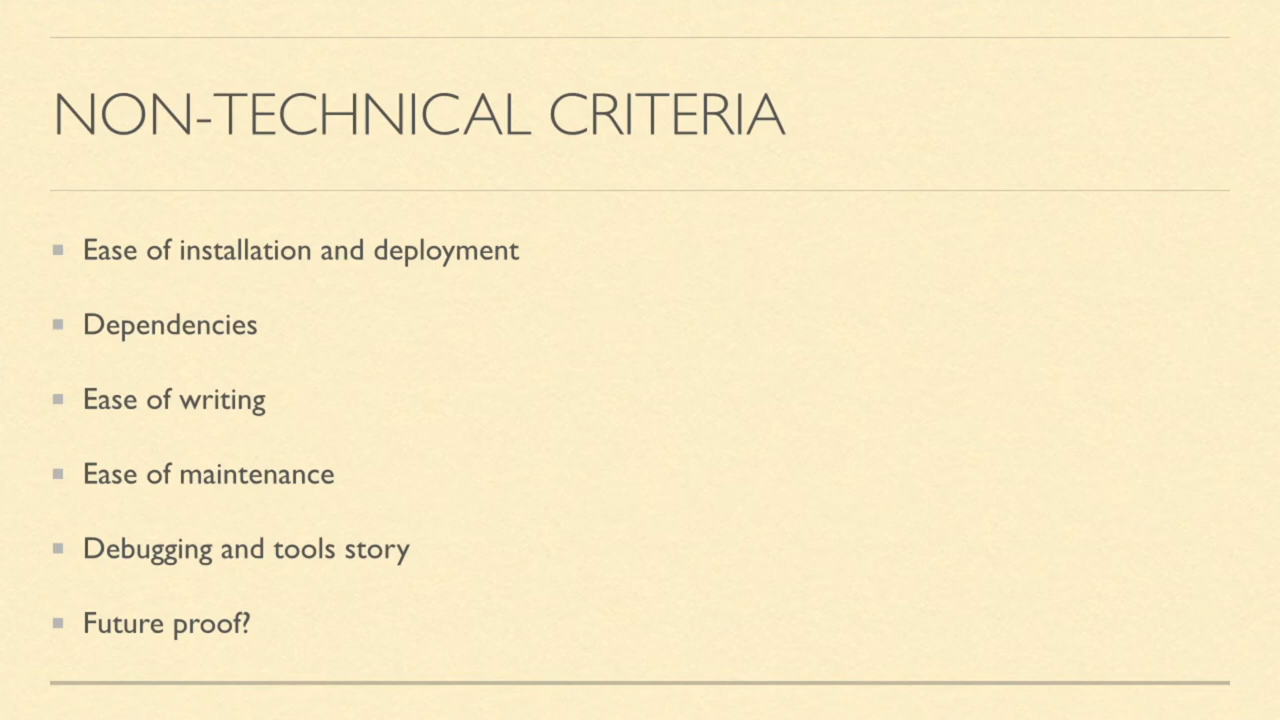 NON-TECHNICAL CRITERIA
Ease of installation and deployment
Dependencies
Ease of writing
Ease of maintenance
Debugging and tools story
Future proof?